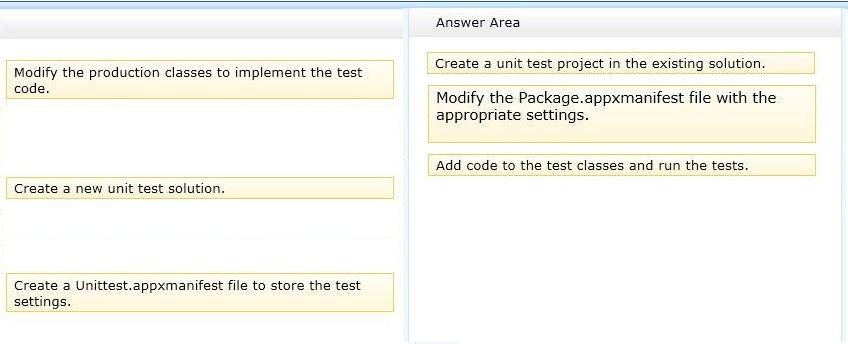 Modify the production classes to implement the test
code.
Create a new unit test solution.
Create a Unittest.appxmanifest file to store the test
settings.
Answer Area
Create a unit test project in the existing solution.
Modify the Package.appxmanifest file with the
appropriate settings.
Add code to the test classes and run the tests.